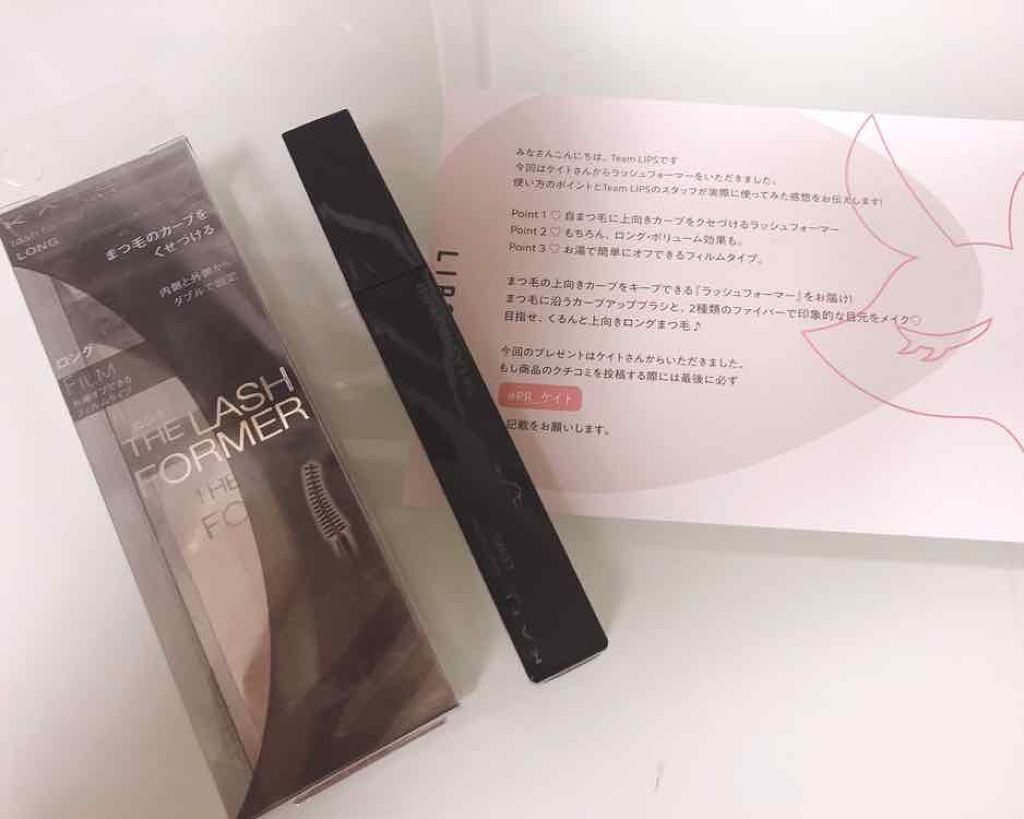 LONG
まつ毛のカーブを
くせつける
内側と外側から
ダブルで固定
ロング
FILM
フィルムタイプ
THE LASH
FORMER
みなさんこんにちは、Team LIPSです
今回はケイトさんからラッシュフォーマーをいただきました。
使い方のポイントとTeam LIPSのスタッフが実際に使ってみた感想をお伝えします!
Point 1 ♡ 自まつ毛に上向きカーブをクセづけるラッシュフォーマー
Point 2 ♡ もちろん、ロング・ボリューム効果も。
Point 3 ♡ お湯で簡単にオフできるフィルムタイプ。
まつ毛の上向きカーブをキープできる『ラッシュフォーマー』をお届け!
まつ毛に沿うカーブアップブラシと、2種類のファイバーで印象的な目元をメイク♡
目指せ、くるんと上向きロングまつ毛♪
今回のプレゼントはケイトさんからいただきました。
もし商品のクチコミを投稿する際には最後に必ず
#PR_ケイト
記載をお願いします。